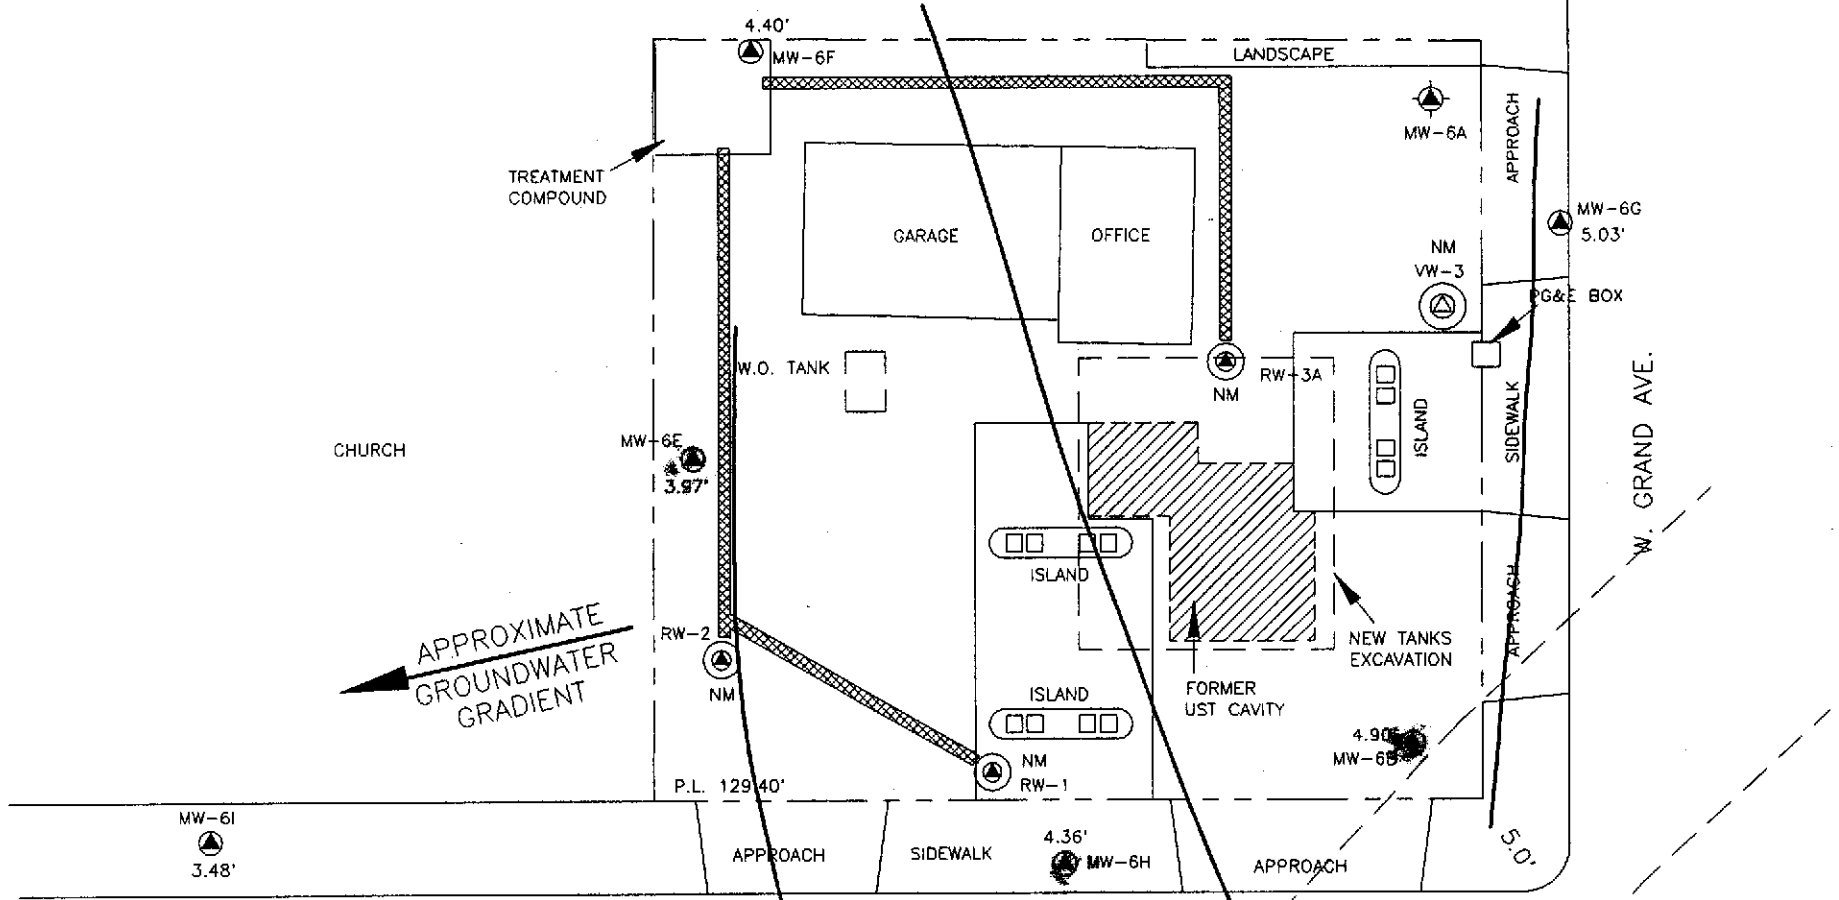 4.40'
MW-6F
LANDSCAPE
MW-6A
APPROACH
TREATMENT
COMPOUND
MW-6G
5.03'
GARAGE
OFFICE
NM
VW-3
PG&E BOX
W.O. TANK
RW-3A
NM
ISLAND
SIDEWALK
W. GRAND AVE.
CHURCH
MW-6E
3.97'
ISLAND
APPROACH
APPROXIMATE
GROUNDWATER
GRADIENT
RW-2
NM
NEW TANKS
EXCAVATION
FORMER
UST CAVITY
ISLAND
4.90'
MW-6B
NM
RW-1
P.L. 129.40'
MW-6I
3.48'
APPROACH
SIDEWALK
4.36'
MW-6H
APPROACH
5.0'